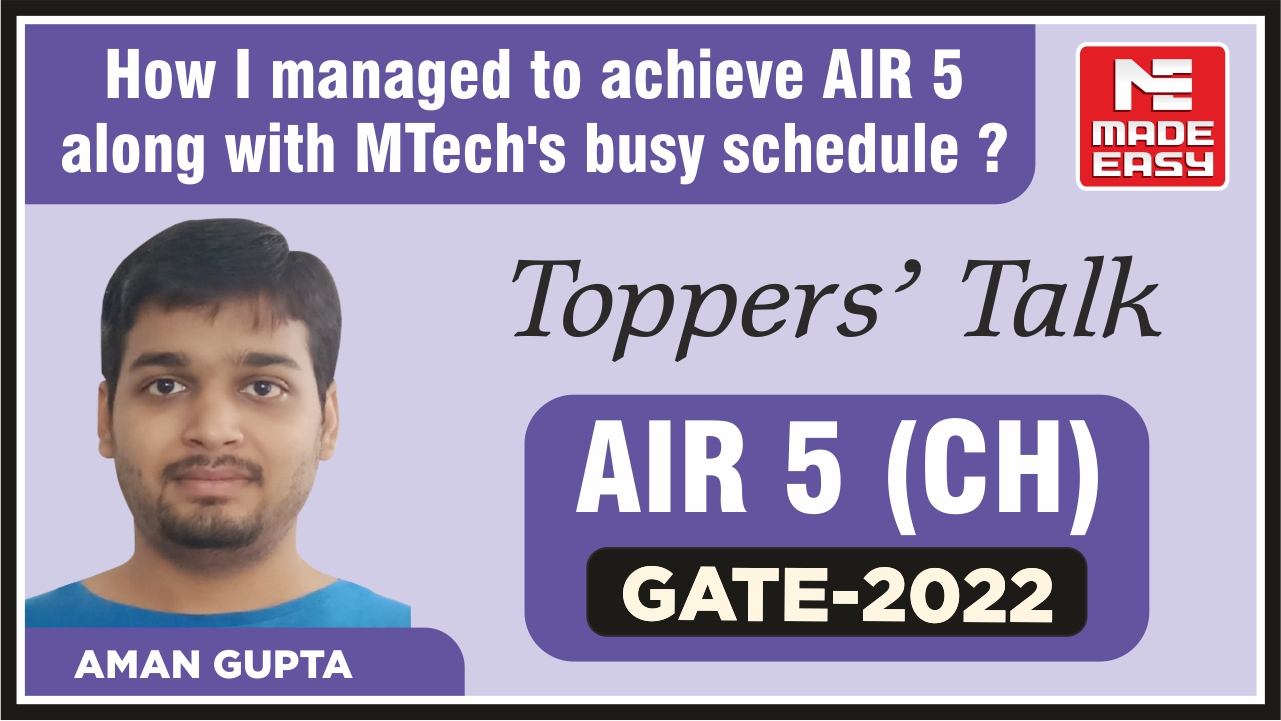 How I managed to achieve AIR 5
along with MTech's busy schedule ?
ME
MADE
EASY
Toppers’ Talk
AIR 5 (CH)
GATE-2022
AMAN GUPTA